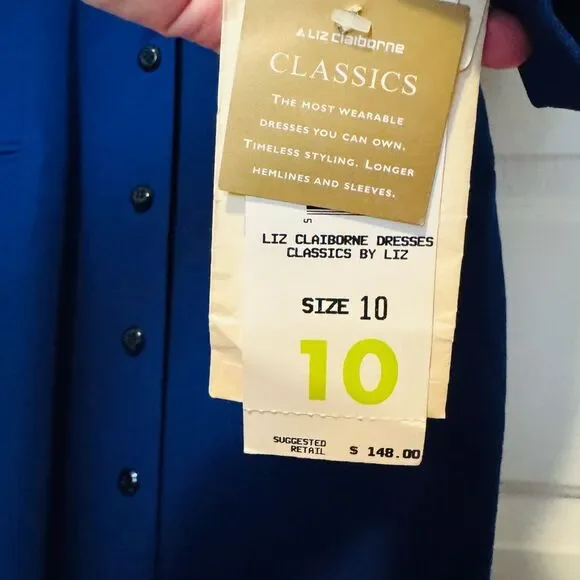 LIZ claiborne
CLASSICS
THE MOST WEARABLE
DRESSES YOU CAN OWN.
TIMELESS STYLING. LONGER
HEMLINES AND SLEEVES.
5
LIZ CLAIBORNE DRESSES
CLASSICS BY LIZ
SIZE 10
10
SUGGESTED
RETAIL $ 148.00